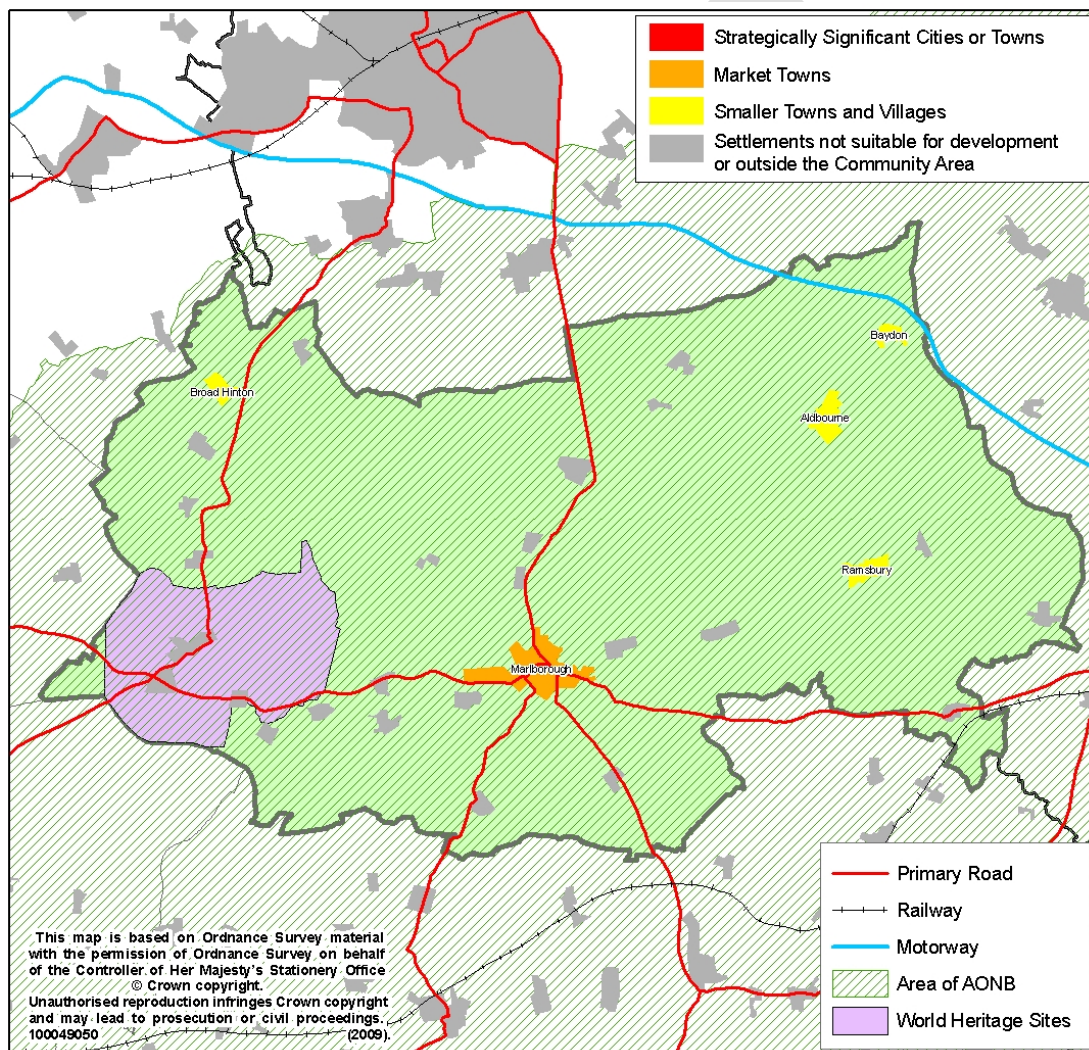 Strategically Significant Cities or Towns
Market Towns
Smaller Towns and Villages
Settlements not suitable for development
or outside the Community Area
Baydon
Broad Hinton
Aldbourne
Ramsbury
Marlborough
Primary Road
Railway
Motorway
Area of AONB
World Heritage Sites
This map is based on Ordnance Survey material
with the permission of Ordnance Survey on behalf
of the Controller of Her Majesty's Stationery Office
© Crown copyright.
Unauthorised reproduction infringes Crown copyright
and may lead to prosecution or civil proceedings.
100049050 (2009).